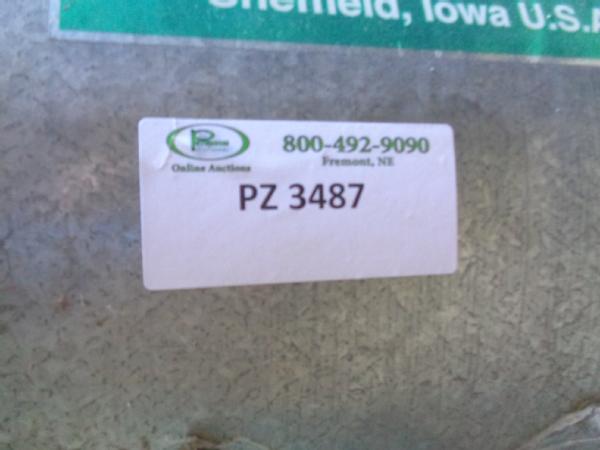 Sheffield, Iowa U.S.A
800-492-9090
Fremont, NE
Online Auctions
PZ 3487